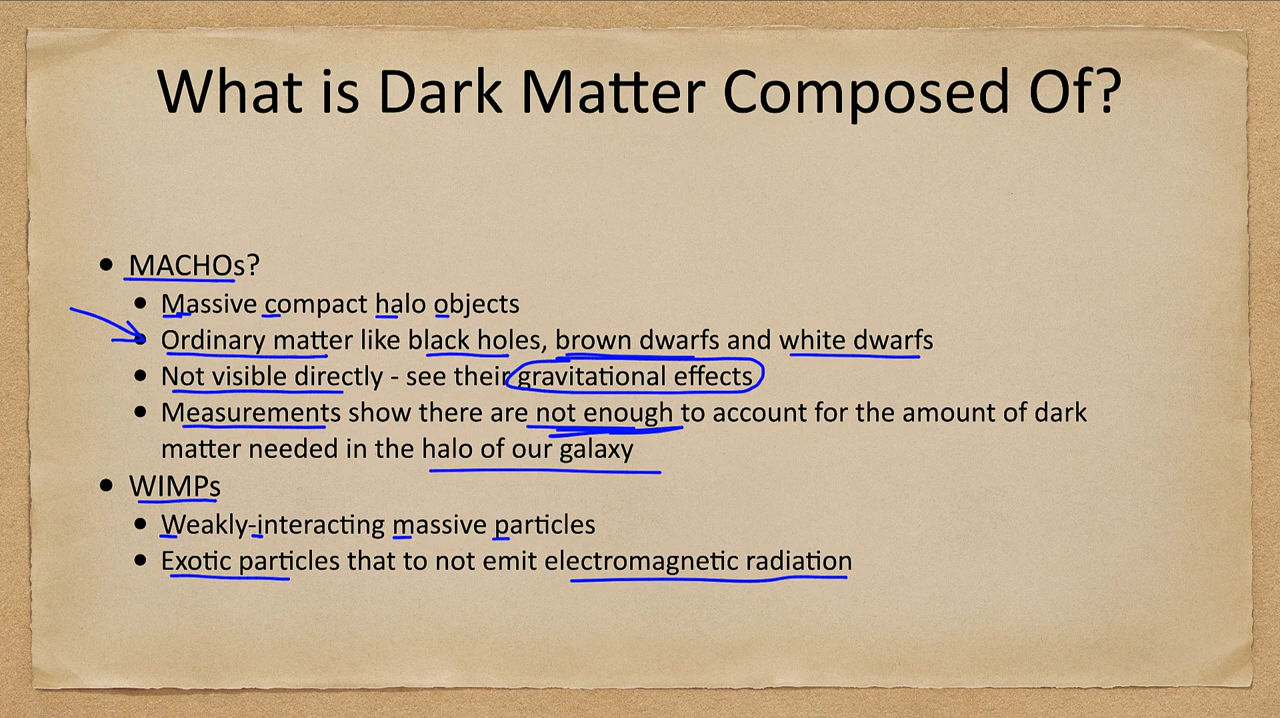 What is Dark Matter Composed Of?
MACHOs?
Massive compact halo objects
Ordinary matter like black holes, brown dwarfs and white dwarfs
Not visible directly - see their gravitational effects
Measurements show there are not enough to account for the amount of dark
matter needed in the halo of our galaxy
WIMPs
Weakly-interacting massive particles
Exotic particles that to not emit electromagnetic radiation